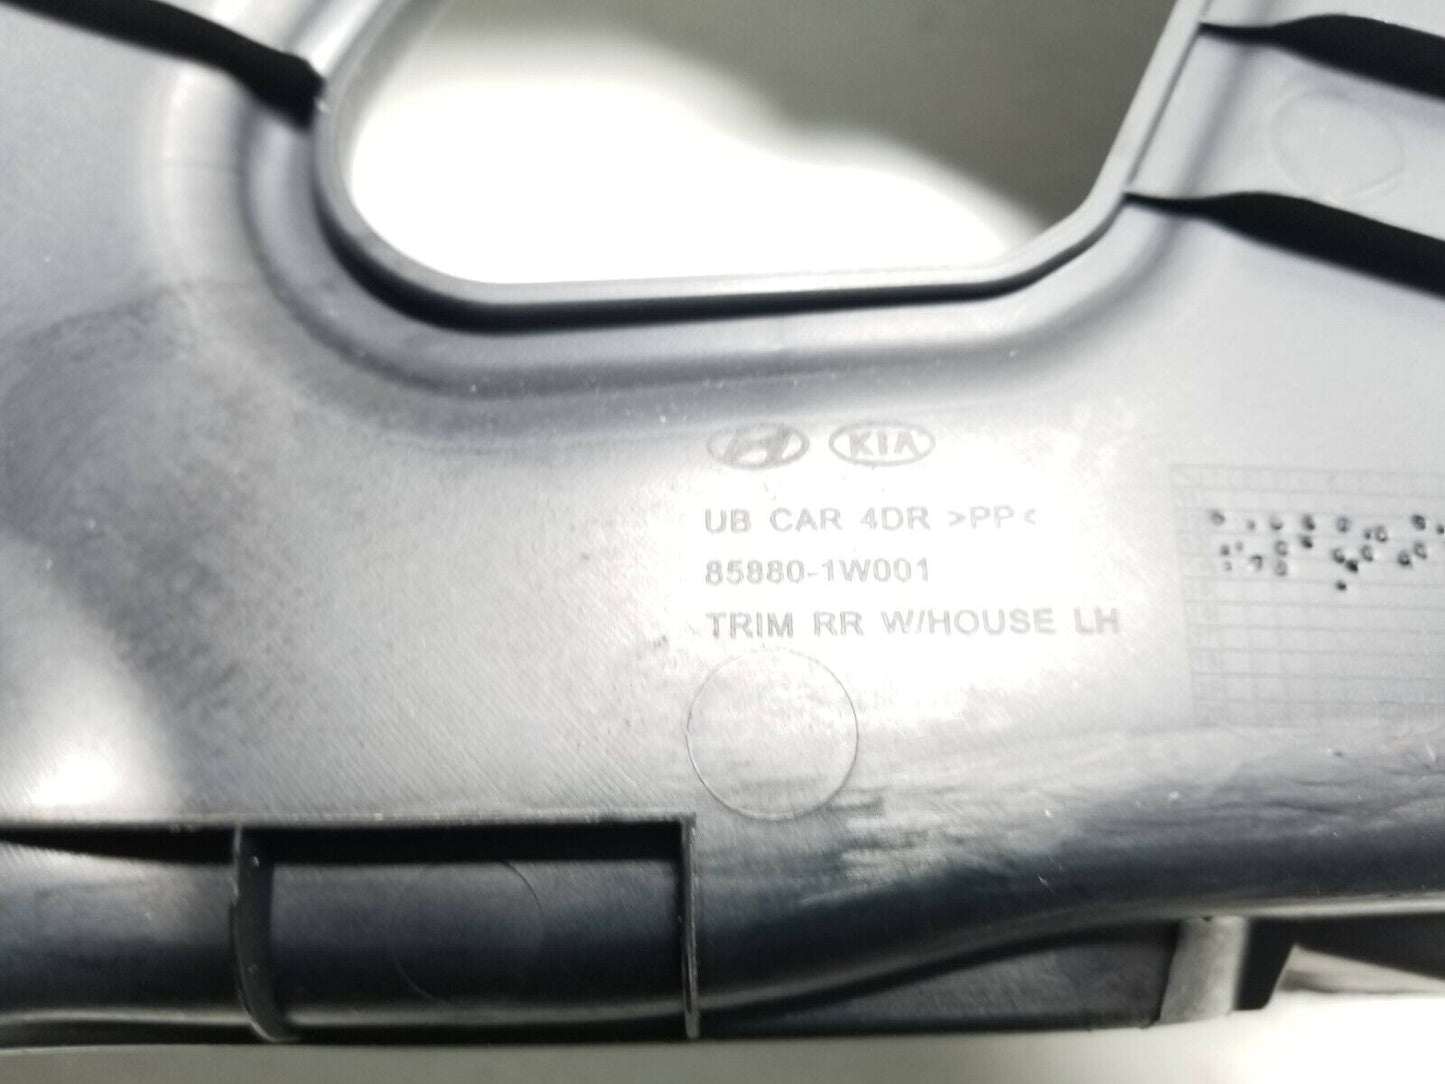 KIA
UB CAR 4DR >PP<
85880-1W001
TRIM RR W/HOUSE LH